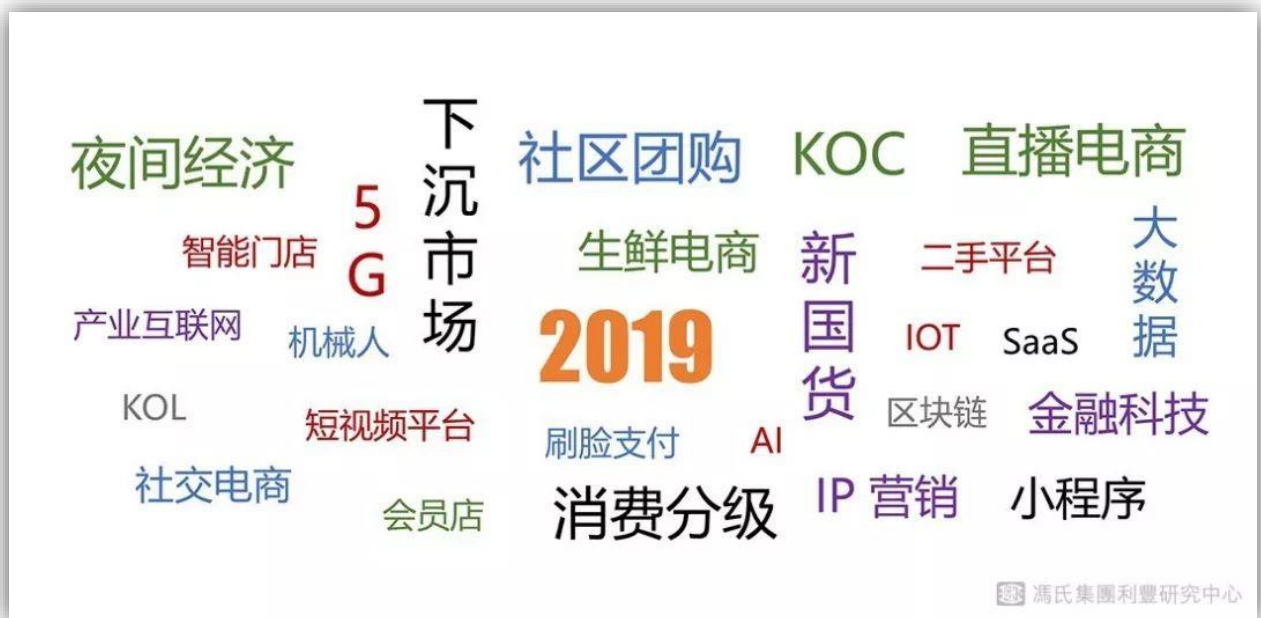 夜间经济
下沉市场
社区团购
KOC
直播电商
5G
智能门店
生鲜电商
新国货
二手平台
大数据
产业互联网
机械人
2019
IOT
SaaS
KOL
短视频平台
刷脸支付
AI
区块链
金融科技
社交电商
会员店
消费分级
IP 营销
小程序
馮氏集團利豐研究中心